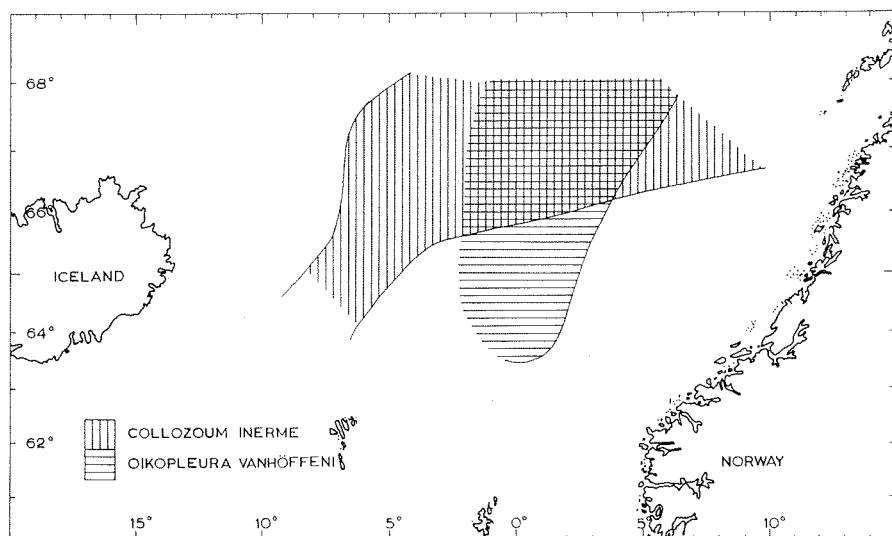 68°
66°
ICELAND
64°
COLLOZOUM INERME
62°
OIKOPLEURA VANHÖFFENI
NORWAY
15°
10°
5°
0°
5°
10°